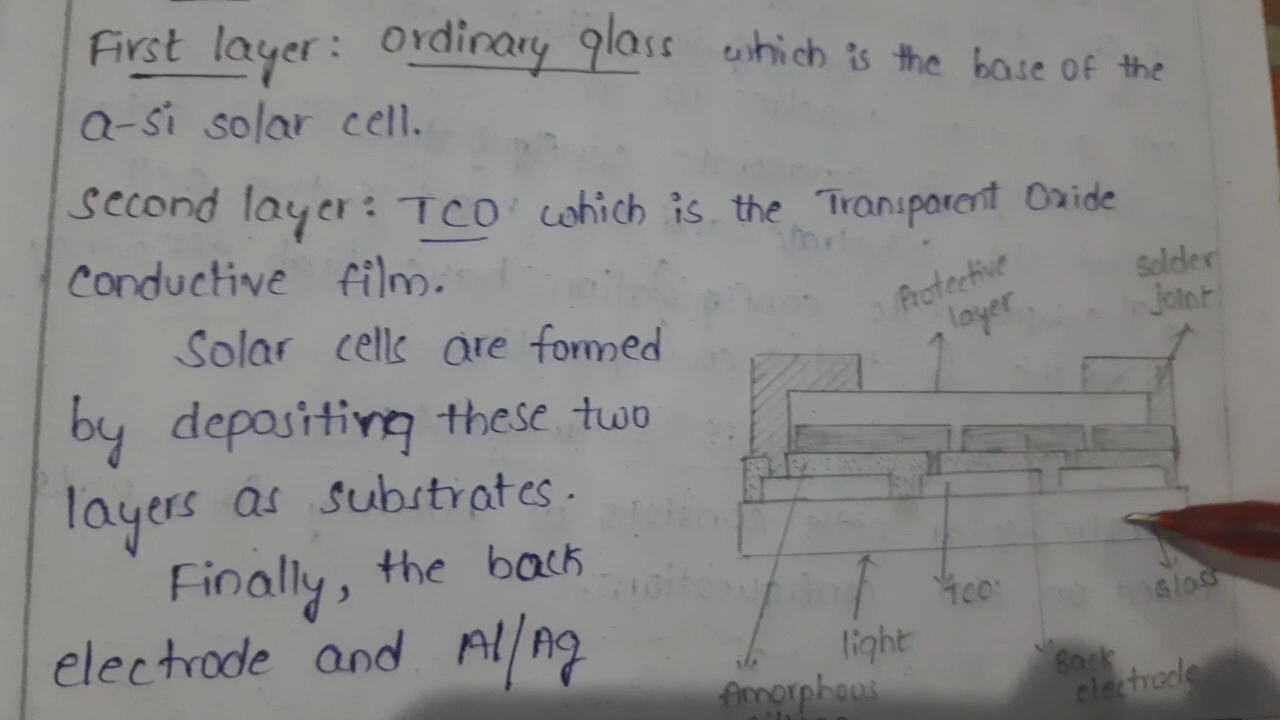 First layer: ordinary glass which is the base of the
a-si solar cell.
Second layer: TCO which is the Transparent Oxide
conductive film.
Solar cells are formed
by depositing these two
layers as substrates.
Finally, the back
electrode and Al/Ag
Protective
layer
solder
joint
TCO
Glass
light
Back
electrode
Amorphous